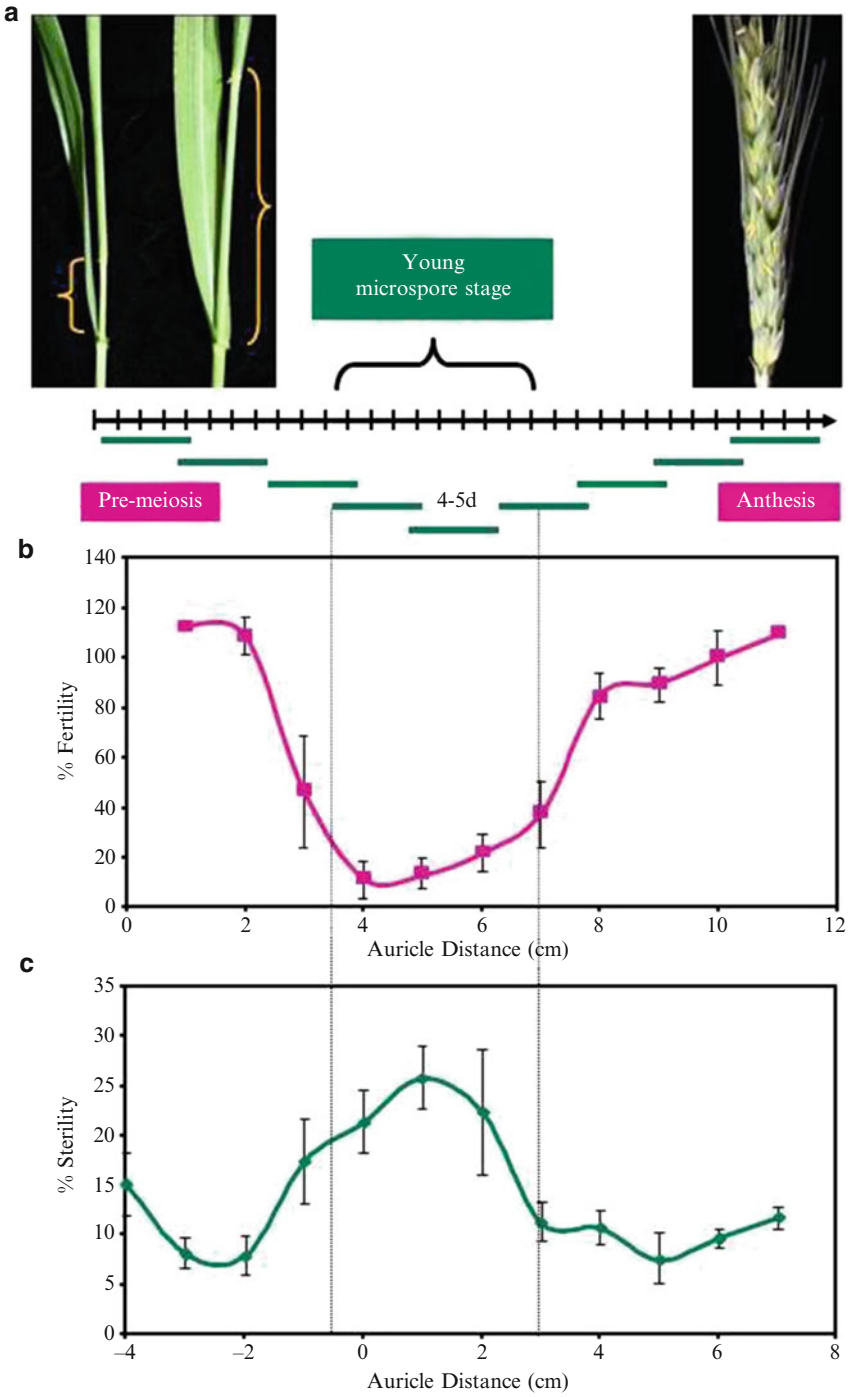 a
Young
microspore stage
Pre-meiosis
4-5d
Anthesis
b
140
120
100
80
60
40
20
0
% Fertility
0 2 4 6 8 10 12
Auricle Distance (cm)
c
35
30
25
20
15
10
5
0
% Sterility
–4 –2 0 2 4 6 8
Auricle Distance (cm)